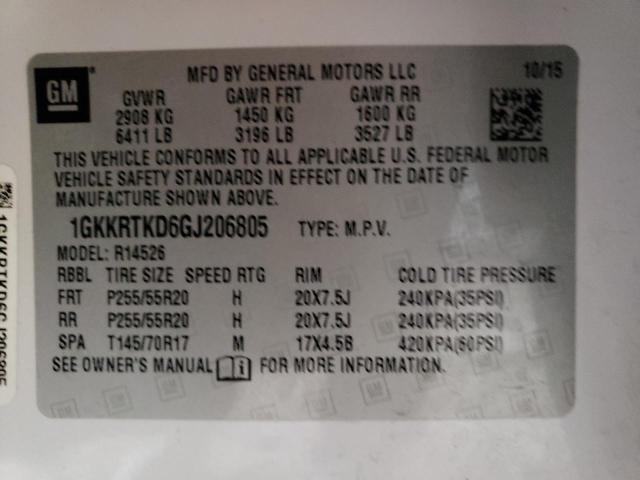 GM
MFD BY GENERAL MOTORS LLC 10/15
GVWR GAWR FRT GAWR RR
2908 KG 1450 KG 1600 KG
6411 LB 3196 LB 3527 LB
THIS VEHICLE CONFORMS TO ALL APPLICABLE U.S. FEDERAL MOTOR
VEHICLE SAFETY STANDARDS IN EFFECT ON THE DATE OF
MANUFACTURE SHOWN ABOVE.
1GKKRTKD6GJ206805 TYPE: M.P.V.
MODEL: R14526
RBBL TIRE SIZE SPEED RTG RIM COLD TIRE PRESSURE
FRT P255/55R20 H 20X7.5J 240KPA(35PSI)
RR P255/55R20 H 20X7.5J 240KPA(35PSI)
SPA T145/70R17 M 17X4.5B 420KPA(60PSI)
SEE OWNER'S MANUAL i FOR MORE INFORMATION.
1GKKRTKD6GJ206805